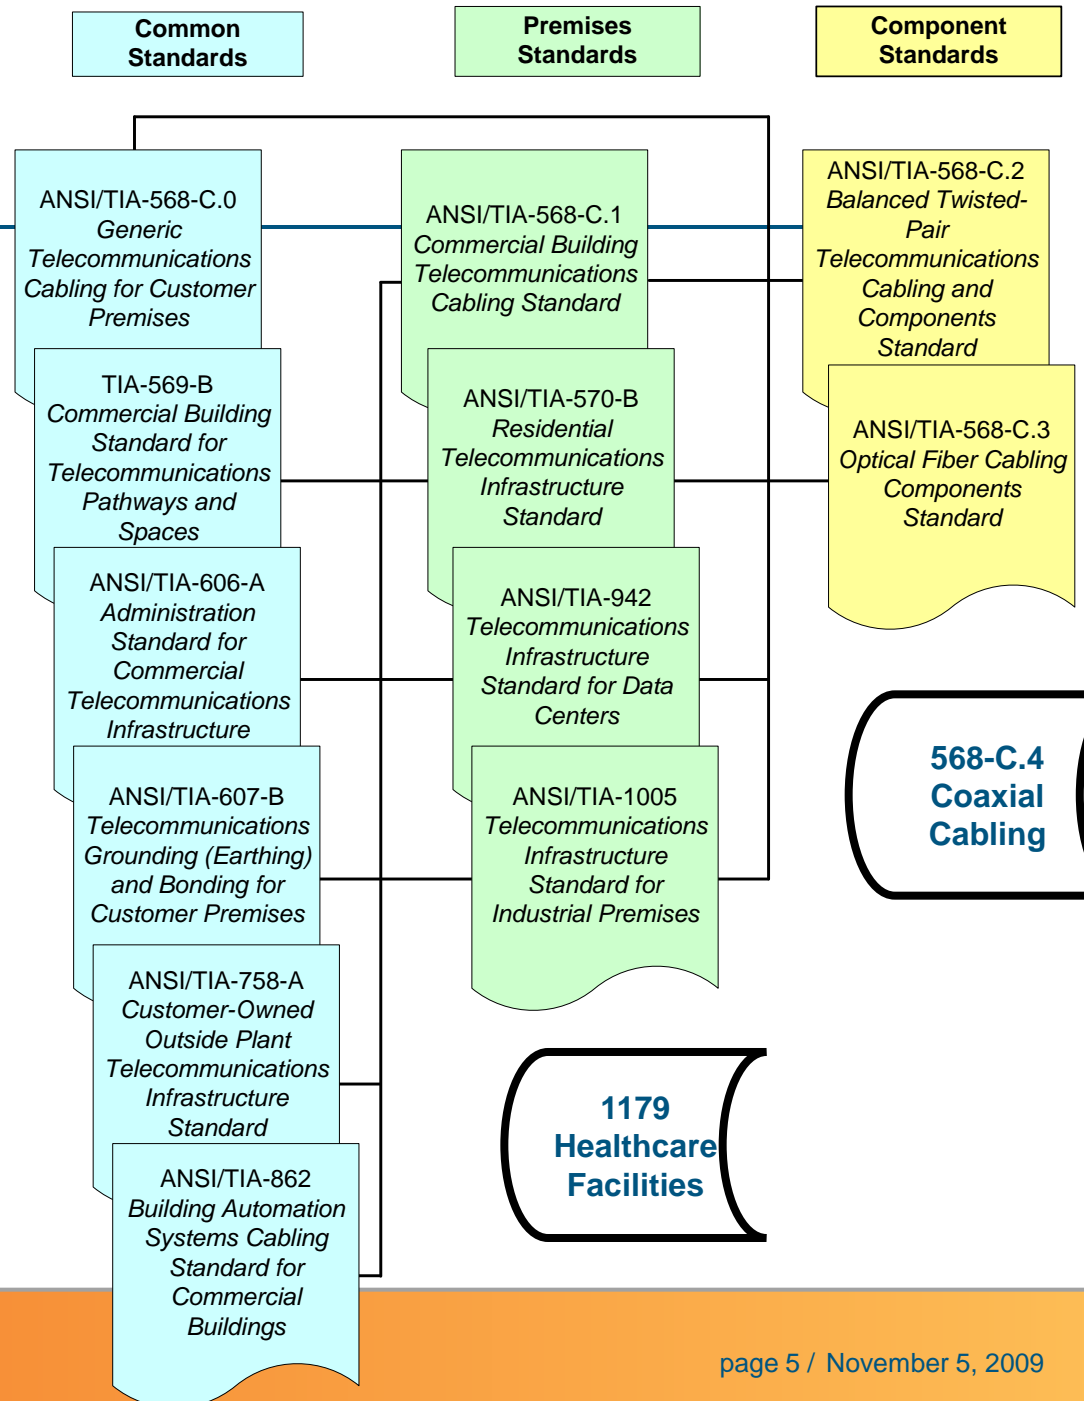 Common
Standards
Premises
Standards
Component
Standards
ANSI/TIA-568-C.0
Generic
Telecommunications
Cabling for Customer
Premises
TIA-569-B
Commercial Building
Standard for
Telecommunications
Pathways and
Spaces
ANSI/TIA-606-A
Administration
Standard for
Commercial
Telecommunications
Infrastructure
ANSI/TIA-607-B
Telecommunications
Grounding (Earthing)
and Bonding for
Customer Premises
ANSI/TIA-758-A
Customer-Owned
Outside Plant
Telecommunications
Infrastructure
Standard
ANSI/TIA-862
Building Automation
Systems Cabling
Standard for
Commercial
Buildings
ANSI/TIA-568-C.1
Commercial Building
Telecommunications
Cabling Standard
ANSI/TIA-570-B
Residential
Telecommunications
Infrastructure
Standard
ANSI/TIA-942
Telecommunications
Infrastructure
Standard for Data
Centers
ANSI/TIA-1005
Telecommunications
Infrastructure
Standard for
Industrial Premises
1179
Healthcare
Facilities
ANSI/TIA-568-C.2
Balanced Twisted-
Pair
Telecommunications
Cabling and
Components
Standard
ANSI/TIA-568-C.3
Optical Fiber Cabling
Components
Standard
568-C.4
Coaxial
Cabling
page 5 / November 5, 2009